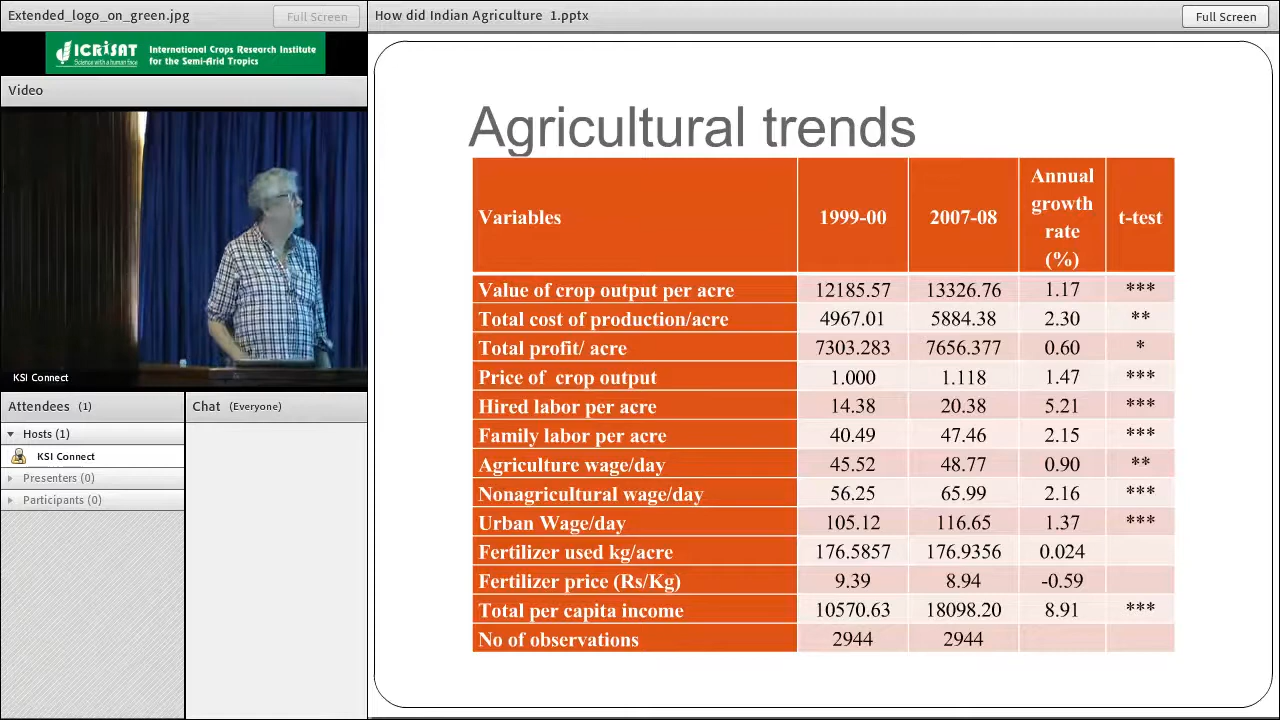 Extended_logo_on_green.jpg
Full Screen
ICRISAT
Science with a human face
International Crops Research Institute
for the Semi-Arid Tropics
Video
KSI Connect
Attendees (1)
Hosts (1)
KSI Connect
Presenters (0)
Participants (0)
Chat (Everyone)
How did Indian Agriculture 1.pptx
Full Screen
Agricultural trends
Variables 1999-00 2007-08 Annual growth rate (%) t-test
Value of crop output per acre 12185.57 13326.76 1.17 ***
Total cost of production/acre 4967.01 5884.38 2.30 **
Total profit/ acre 7303.283 7656.377 0.60 *
Price of crop output 1.000 1.118 1.47 ***
Hired labor per acre 14.38 20.38 5.21 ***
Family labor per acre 40.49 47.46 2.15 ***
Agriculture wage/day 45.52 48.77 0.90 **
Nonagricultural wage/day 56.25 65.99 2.16 ***
Urban Wage/day 105.12 116.65 1.37 ***
Fertilizer used kg/acre 176.5857 176.9356 0.024
Fertilizer price (Rs/Kg) 9.39 8.94 -0.59
Total per capita income 10570.63 18098.20 8.91 ***
No of observations 2944 2944